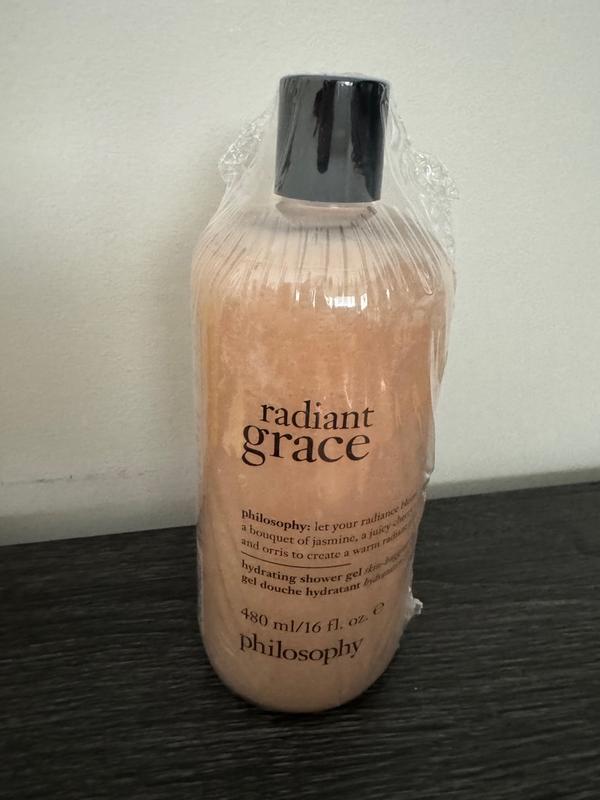 radiant
grace
philosophy: let your radiance
a bouquet of jasmine, a juicy
and orris to create a warm radiant
hydrating shower gel
gel douche hydratant
480 ml/16 fl. oz. ℮
philosophy